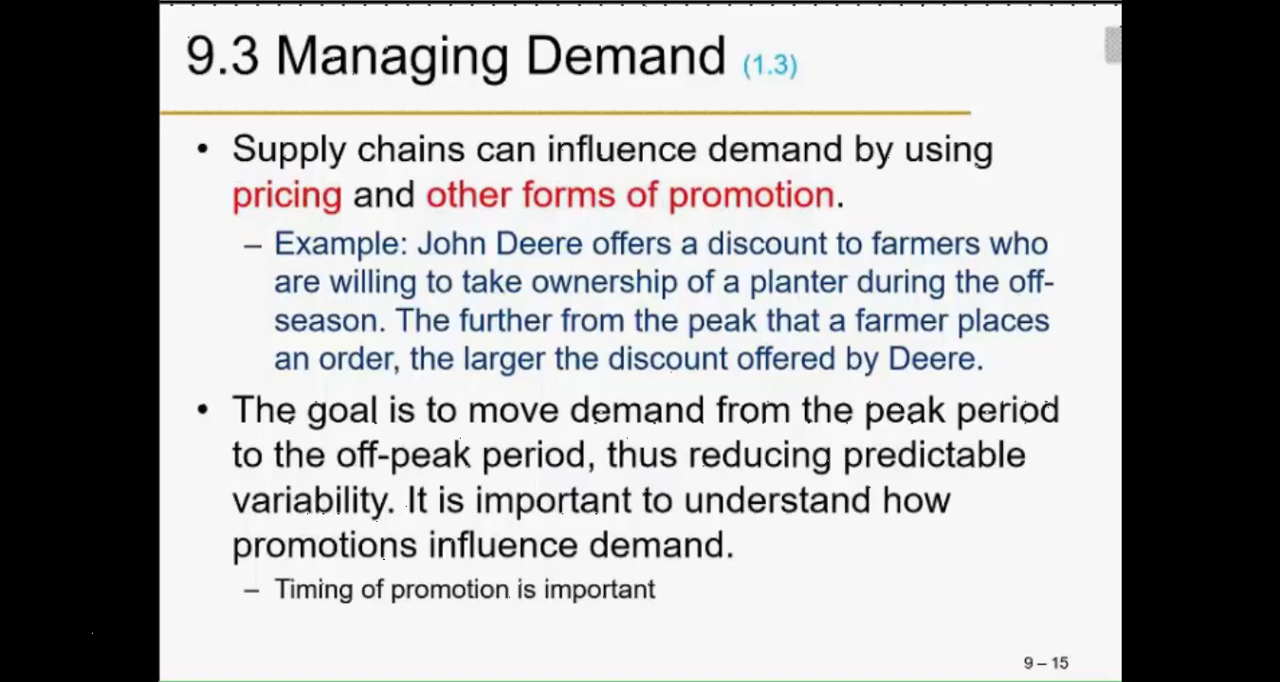 9.3 Managing Demand (1.3)
• Supply chains can influence demand by using
pricing and other forms of promotion.
– Example: John Deere offers a discount to farmers who
are willing to take ownership of a planter during the off-
season. The further from the peak that a farmer places
an order, the larger the discount offered by Deere.
• The goal is to move demand from the peak period
to the off-peak period, thus reducing predictable
variability. It is important to understand how
promotions influence demand.
– Timing of promotion is important
9 – 15